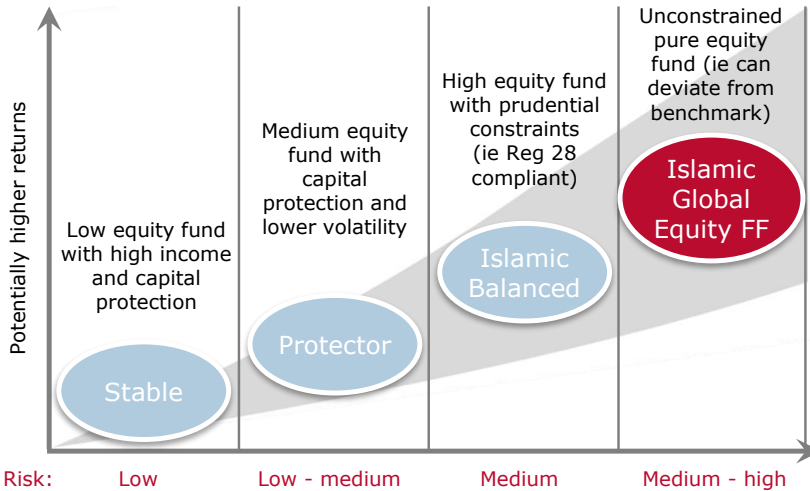 Potentially higher returns
Low equity fund
with high income
and capital
protection
Stable
Medium equity
fund with
capital
protection and
lower volatility
Protector
High equity fund
with prudential
constraints
(ie Reg 28
compliant)
Islamic
Balanced
Unconstrained
pure equity
fund (ie can
deviate from
benchmark)
Islamic
Global
Equity FF
Risk: Low Low - medium Medium Medium - high